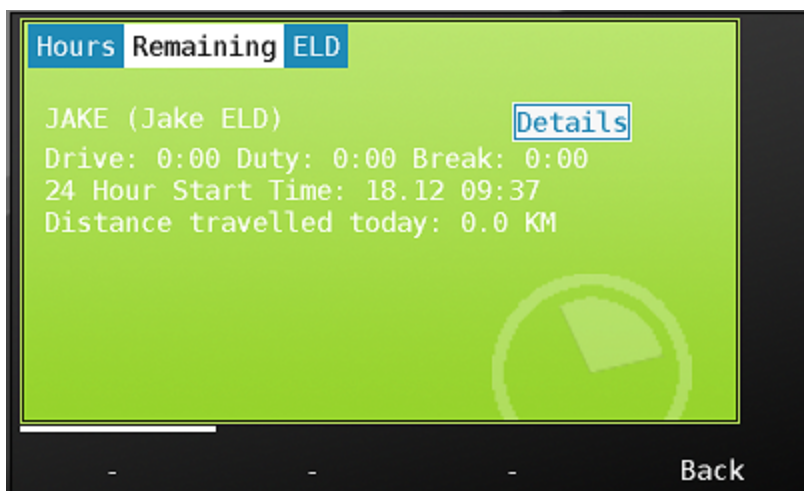 Hours Remaining ELD
JAKE (Jake ELD) Details
Drive: 0:00 Duty: 0:00 Break: 0:00
24 Hour Start Time: 18.12 09:37
Distance travelled today: 0.0 KM
- - - Back